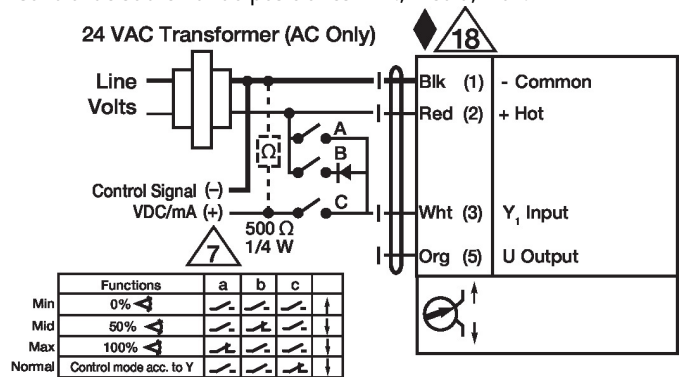 24 VAC Transformer (AC Only)
18
Line
Volts
Blk (1) - Common
Red (2) + Hot
A
B
C
Ω
Control Signal (–)
VDC/mA (+)
500 Ω
1/4 W
7
Wht (3) Y1 Input
Org (5) U Output
Functions a b c
Min 0%
Mid 50%
Max 100%
Normal Control mode acc. to Y